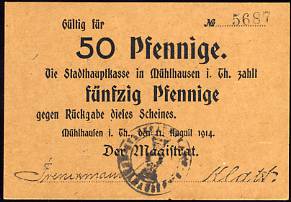 Gültig für
№ 5687
50 Pfennige.
Die Stadthauptkasse in Mühlhausen i. Th. zahlt
fünfzig Pfennige
gegen Rückgabe dieses Scheines.
Mühlhausen i. Th., den 11. August 1914.
Der Magistrat.